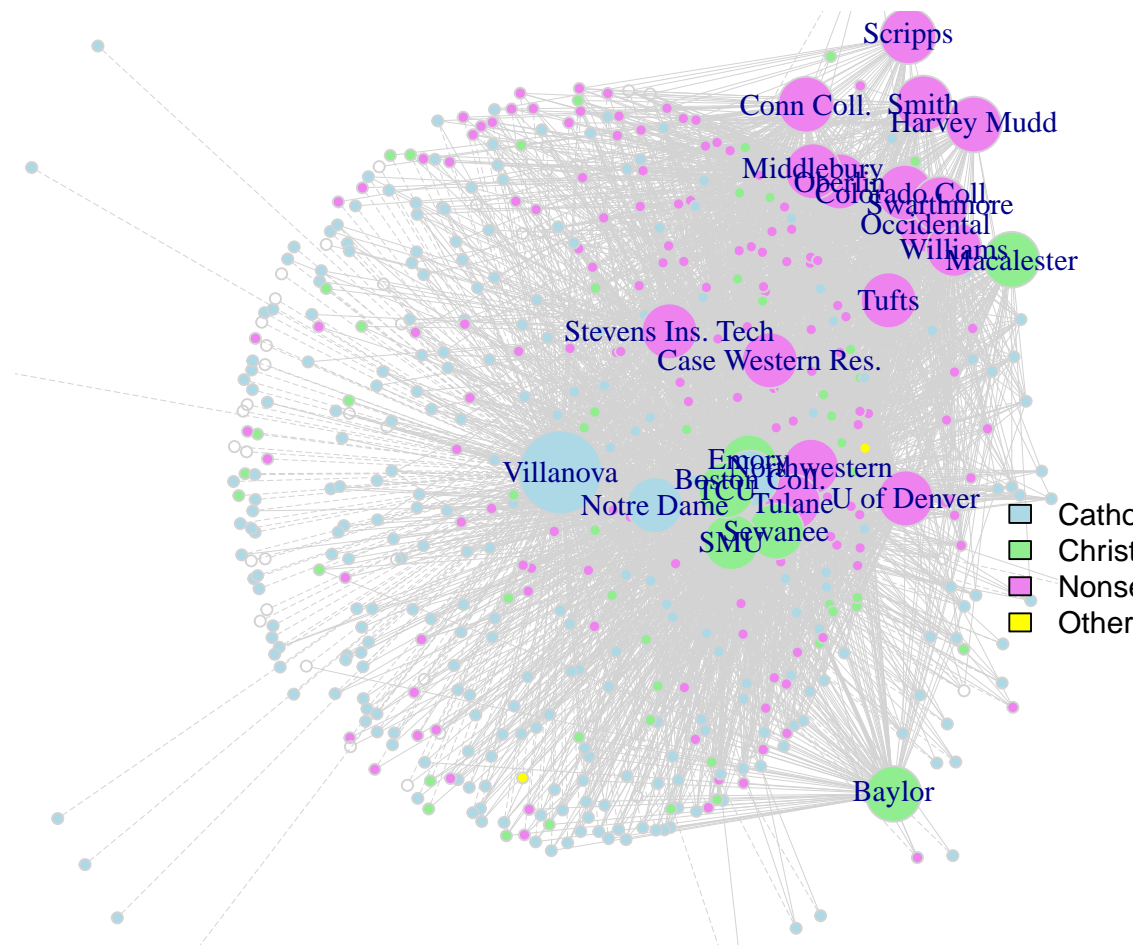 Scripps
Conn Coll.
Smith
Harvey Mudd
Middlebury
Oberlin
Colorado Coll.
Swarthmore
Occidental
Williams
Macalester
Tufts
Stevens Ins. Tech
Case Western Res.
Emory
Northwestern
Villanova
Boston Coll.
TCU
Notre Dame
Tulane
U of Denver
Sewanee
SMU
Baylor
Catho
Christ
Nonse
Other